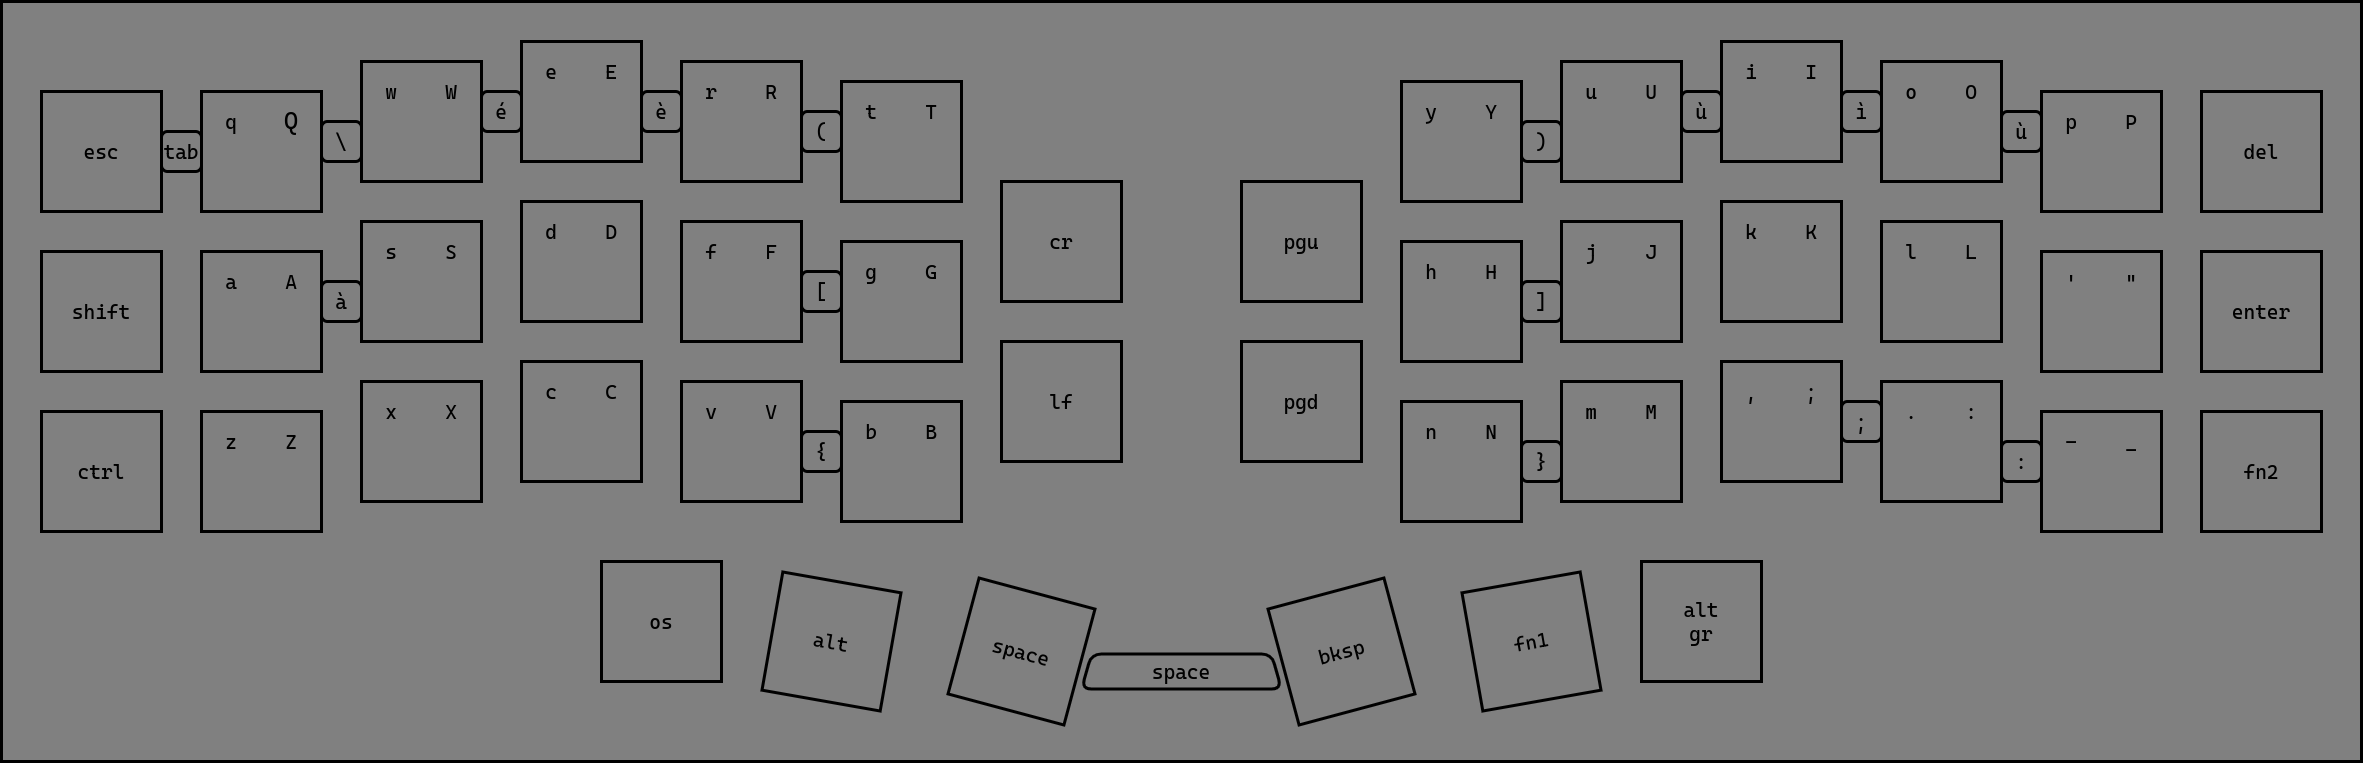 esc tab q Q \ w W é e E è r R ( t T
y Y ) u U ù i I ì o O ù p P del
shift a A à s S d D f F [ g G cr
pgu h H ] j J k K l L ' " enter
ctrl z Z x X c C v V { b B lf
pgd n N } m M , ; ; . : : – _ fn2
os alt space space bksp fn1 alt
gr